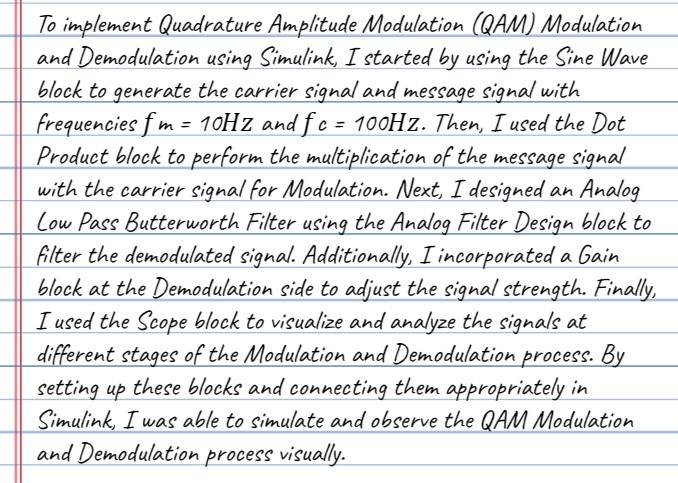 To implement Quadrature Amplitude Modulation (QAM) Modulation
and Demodulation using Simulink, I started by using the Sine Wave
block to generate the carrier signal and message signal with
frequencies f m = 10Hz and f c = 100Hz. Then, I used the Dot
Product block to perform the multiplication of the message signal
with the carrier signal for Modulation. Next, I designed an Analog
Low Pass Butterworth Filter using the Analog Filter Design block to
filter the demodulated signal. Additionally, I incorporated a Gain
block at the Demodulation side to adjust the signal strength. Finally,
I used the Scope block to visualize and analyze the signals at
different stages of the Modulation and Demodulation process. By
setting up these blocks and connecting them appropriately in
Simulink, I was able to simulate and observe the QAM Modulation
and Demodulation process visually.